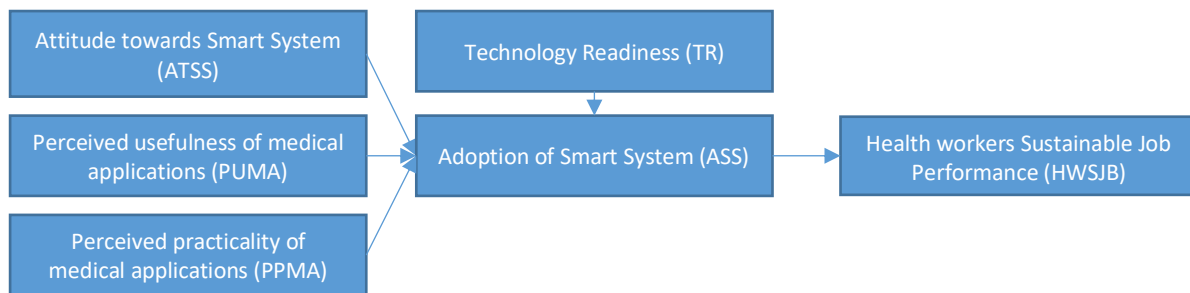 Attitude towards Smart System
(ATSS)
Technology Readiness (TR)
Perceived usefulness of medical
applications (PUMA)
Adoption of Smart System (ASS)
Health workers Sustainable Job
Performance (HWSJB)
Perceived practicality of
medical applications (PPMA)